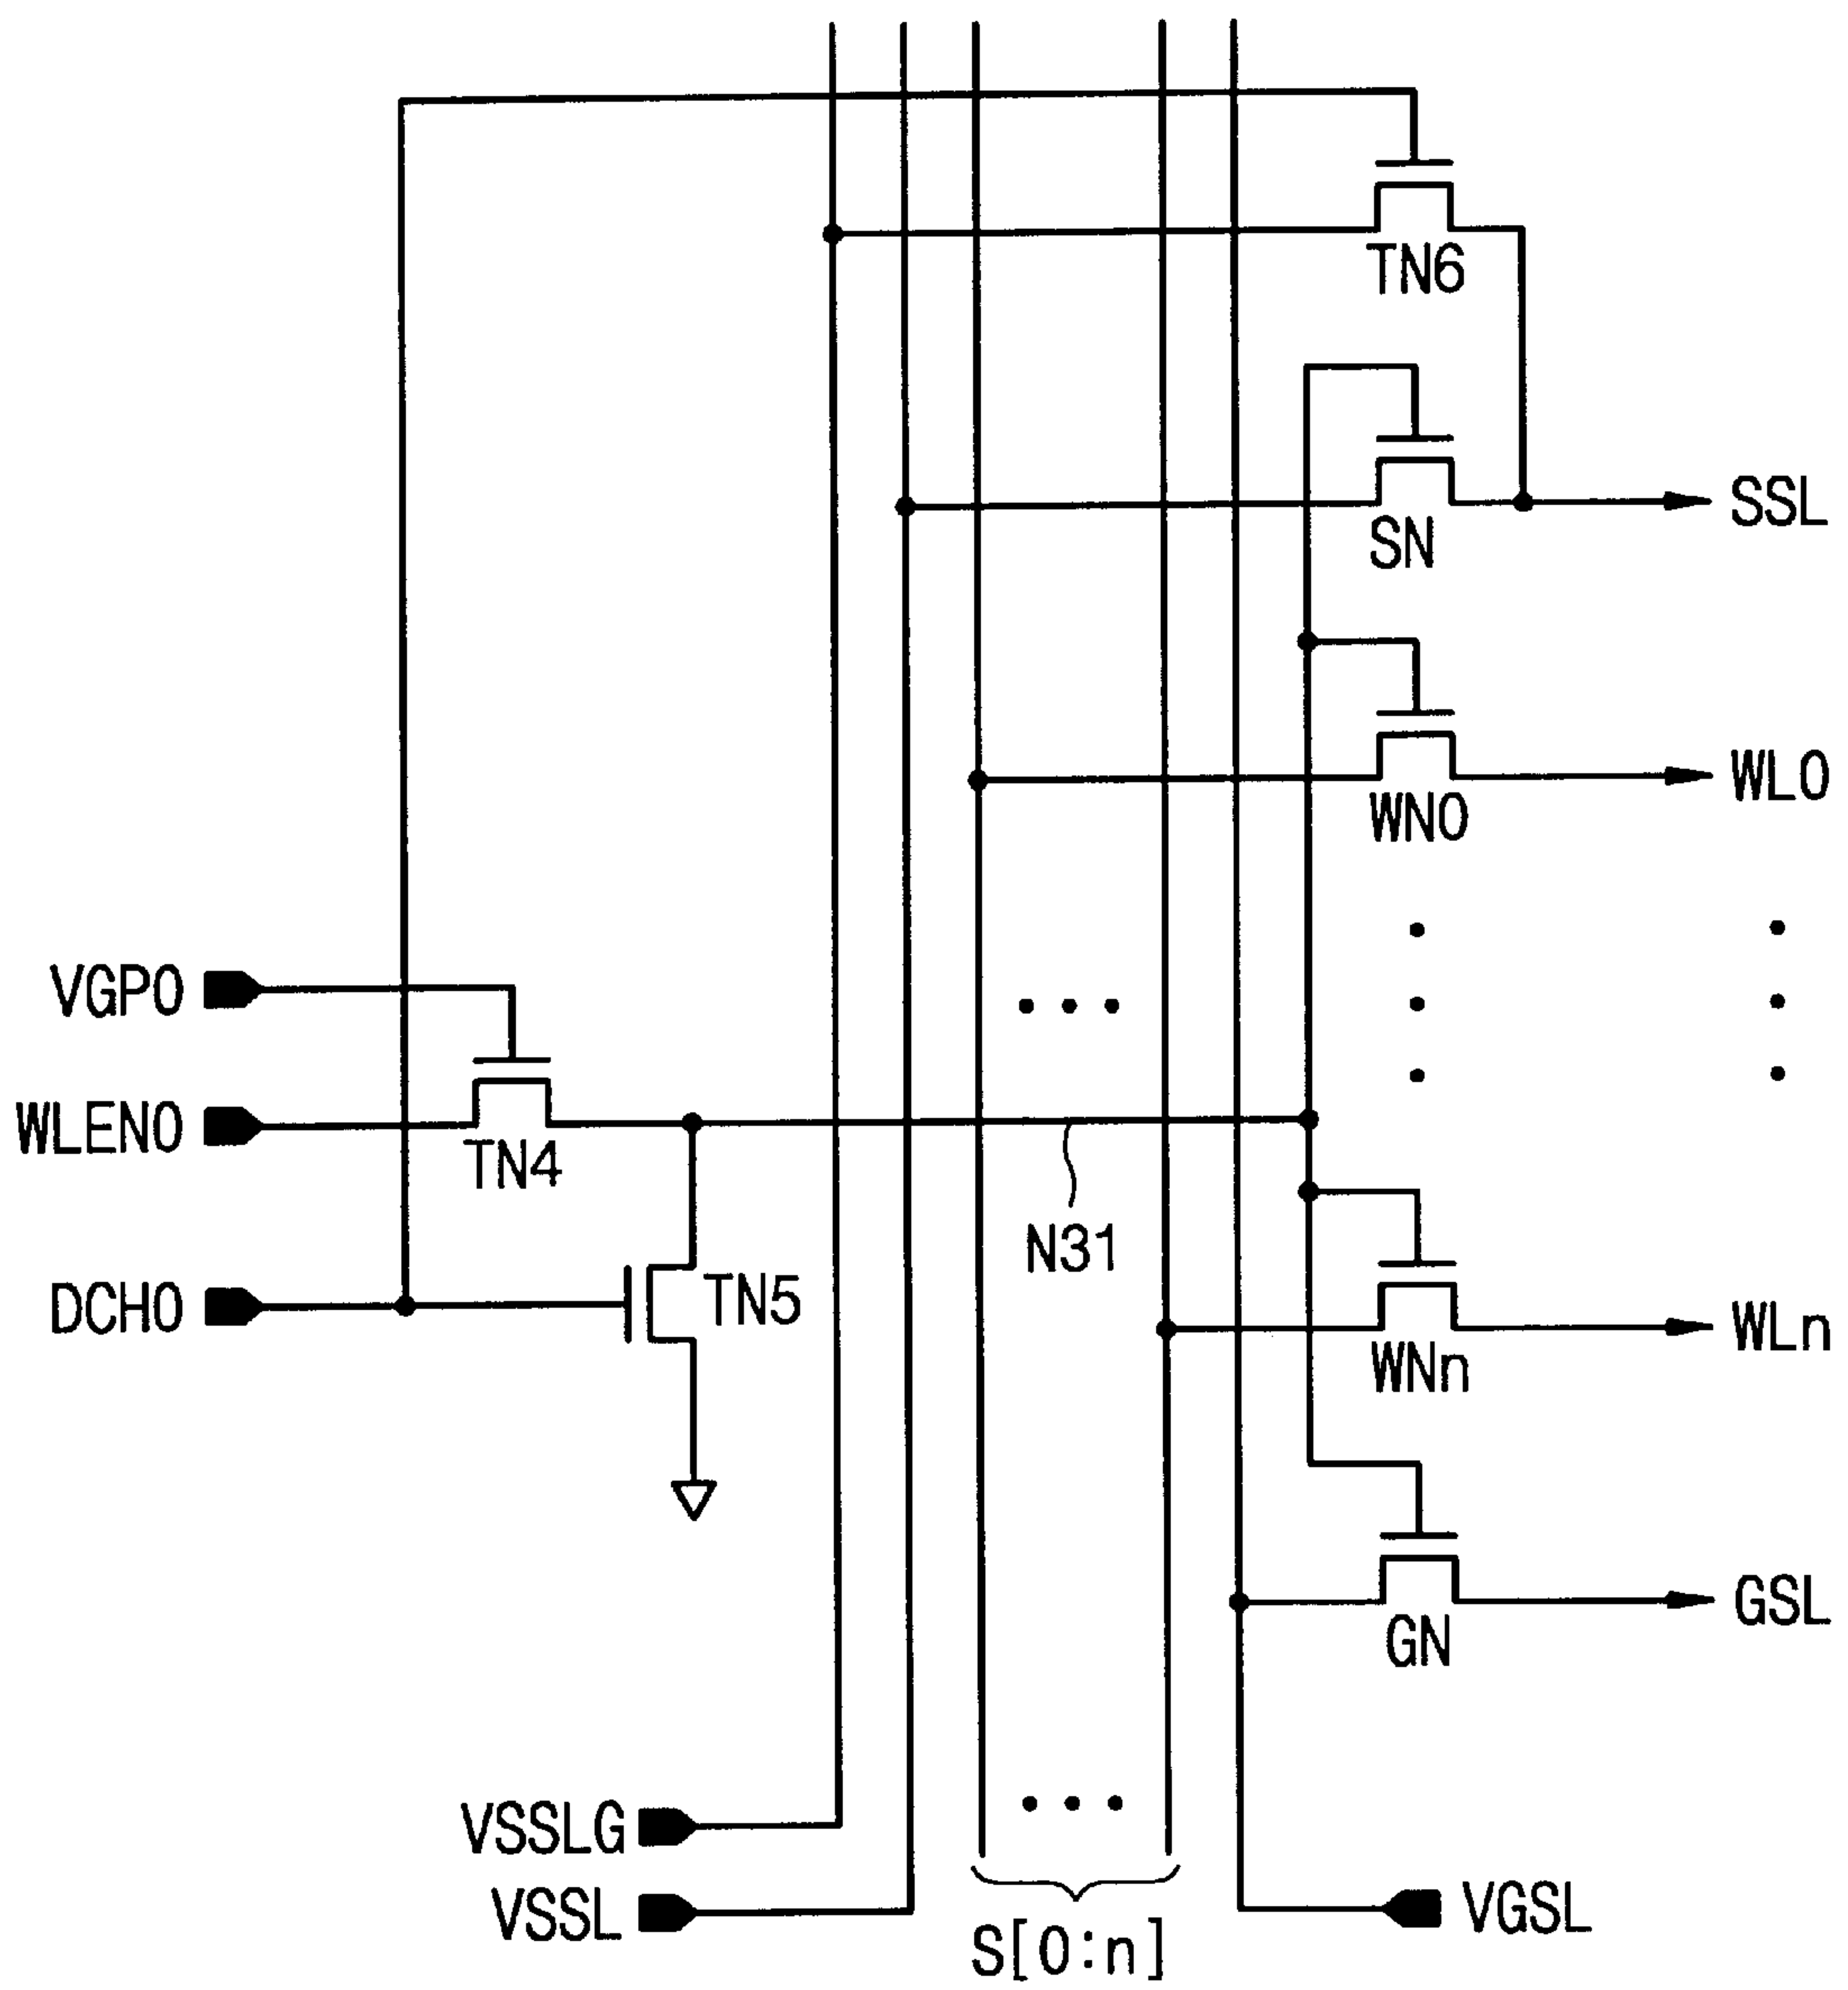 TN6
SSL
SN
WL0
WN0
VGP0
WLEN0
TN4
N31
DCH0
TN5
WLn
WNn
GSL
GN
VSSLG
VSSL
VGSL
S[0:n]